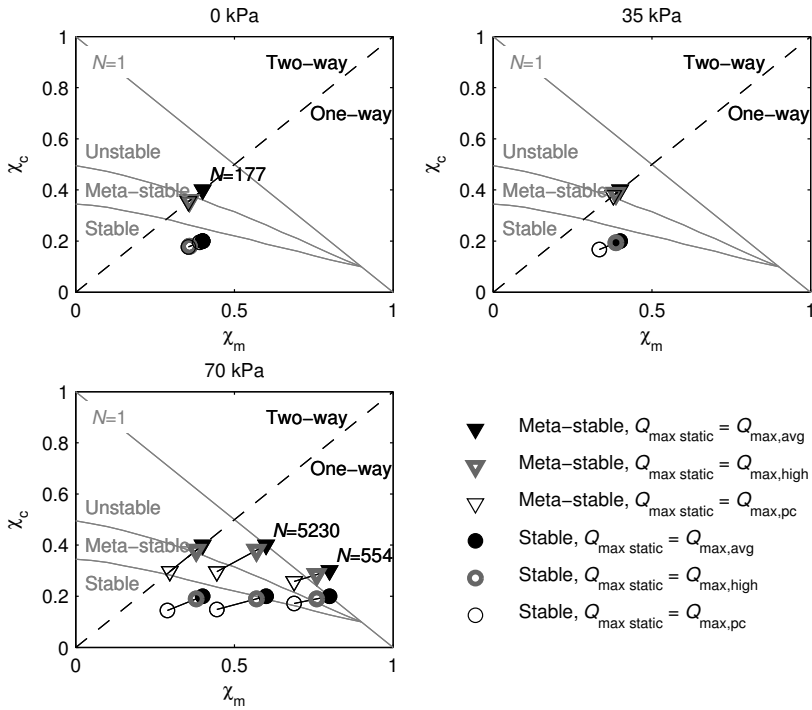 0 kPa
1
0.8
0.6
0.4
0.2
0
0
0.5
1
χc
χm
N=1
Two−way
One−way
Unstable
N=177
Meta−stable
Stable
35 kPa
1
0.8
0.6
0.4
0.2
0
0
0.5
1
χc
χm
N=1
Two−way
One−way
Unstable
Meta−stable
Stable
70 kPa
1
0.8
0.6
0.4
0.2
0
0
0.5
1
χc
χm
N=1
Two−way
One−way
Unstable
N=5230
Meta−stable
N=554
Stable
Meta−stable, Qmax static = Qmax,avg
Meta−stable, Qmax static = Qmax,high
Meta−stable, Qmax static = Qmax,pc
Stable, Qmax static = Qmax,avg
Stable, Qmax static = Qmax,high
Stable, Qmax static = Qmax,pc